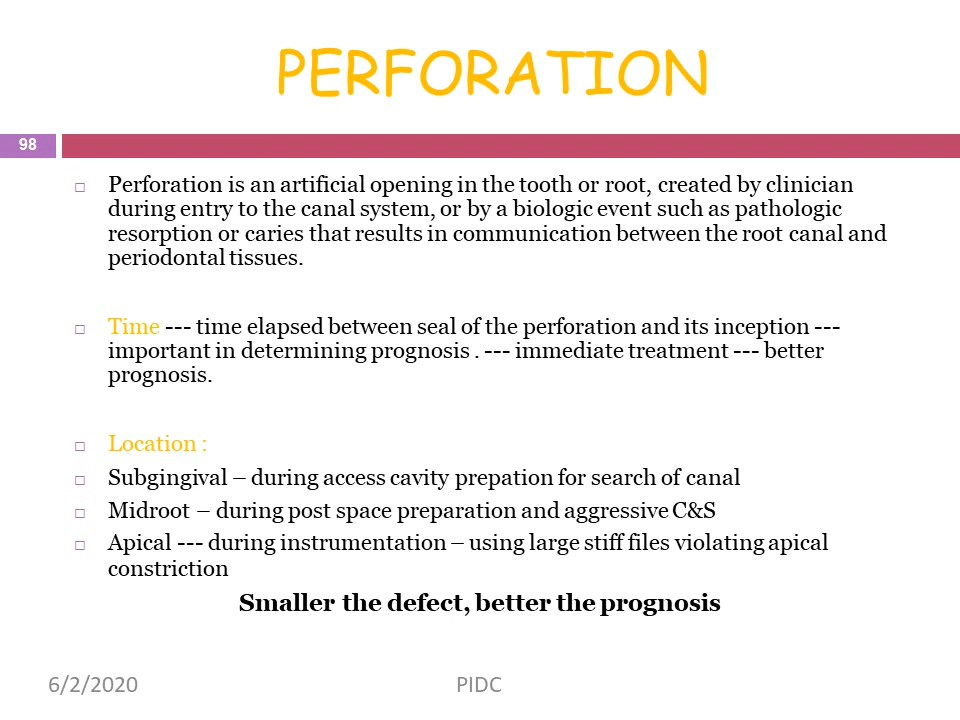 PERFORATION
98
Perforation is an artificial opening in the tooth or root, created by clinician
during entry to the canal system, or by a biologic event such as pathologic
resorption or caries that results in communication between the root canal and
periodontal tissues.
Time --- time elapsed between seal of the perforation and its inception ---
important in determining prognosis . --- immediate treatment --- better
prognosis.
Location :
Subgingival – during access cavity prepation for search of canal
Midroot – during post space preparation and aggressive C&S
Apical --- during instrumentation – using large stiff files violating apical
constriction
Smaller the defect, better the prognosis
6/2/2020
PIDC